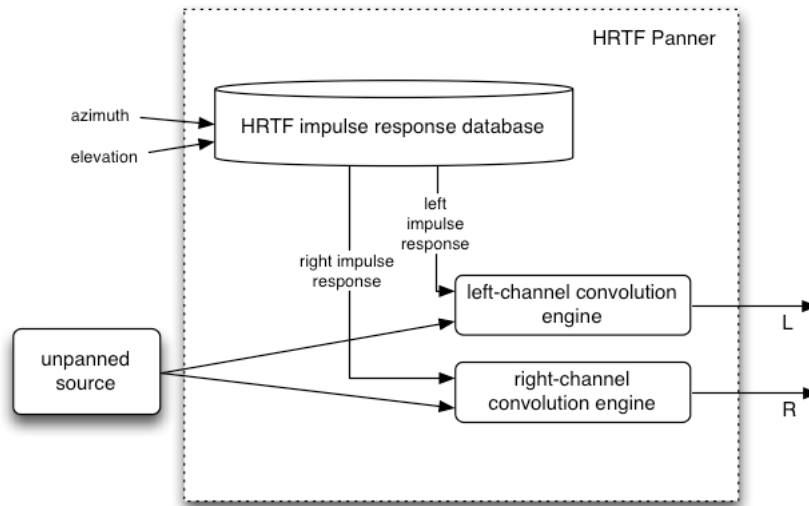 HRTF Panner
azimuth
elevation
HRTF impulse response database
left
impulse
response
right impulse
response
left-channel convolution
engine
L
unpanned
source
right-channel
convolution engine
R